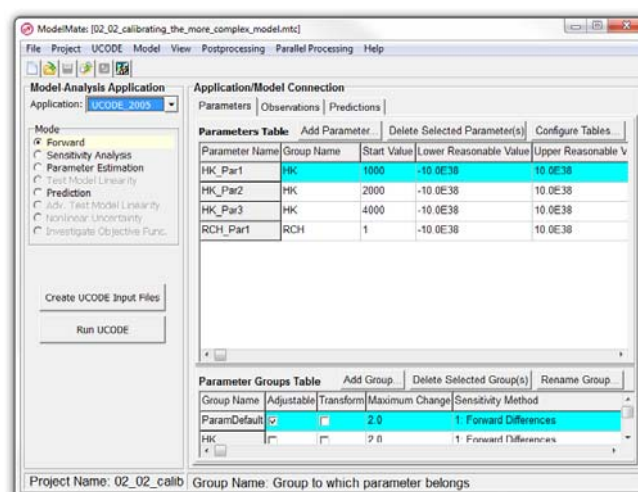 ModelMate: [02_02_calibrating_the_more_complex_model.mtc]
File Project UCODE Model View Postprocessing Parallel Processing Help
Model Analysis Application
Application: UCODE_2005
Mode
Forward
Sensitivity Analysis
Parameter Estimation
Test Model Linearity
Prediction
Adv. Test Model Linearity
Nonlinear Uncertainty
Investigate Objective Func.
Create UCODE Input Files
Run UCODE
Application/Model Connection
Parameters Observations Predictions
Parameters Table Add Parameter... Delete Selected Parameter(s) Configure Tables...
Parameter Name Group Name Start Value Lower Reasonable Value Upper Reasonable V
HK_Par1 HK 1000 -10.0E38 10.0E38
HK_Par2 HK 2000 -10.0E38 10.0E38
HK_Par3 HK 4000 -10.0E38 10.0E38
RCH_Par1 RCH 1 -10.0E38 10.0E38
Parameter Groups Table Add Group... Delete Selected Group(s) Rename Group...
Group Name Adjustable Transform Maximum Change Sensitivity Method
ParamDefault 2.0 1: Forward Differences
HK 2.0 1: Forward Differences
Project Name: 02_02_calib Group Name: Group to which parameter belongs